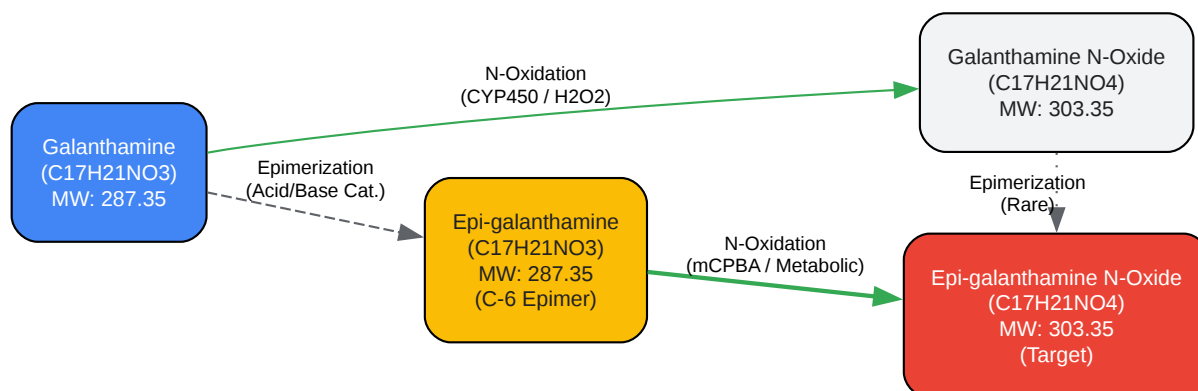 Galanthamine N-Oxide
(C17H21NO4)
MW: 303.35
N-Oxidation
(CYP450 / H2O2)
Galanthamine
(C17H21NO3)
MW: 287.35
Epimerization
(Acid/Base Cat.)
Epimerization
(Rare)
Epi-galanthamine
(C17H21NO3)
MW: 287.35
(C-6 Epimer)
N-Oxidation
(mCPBA / Metabolic)
Epi-galanthamine N-Oxide
(C17H21NO4)
MW: 303.35
(Target)